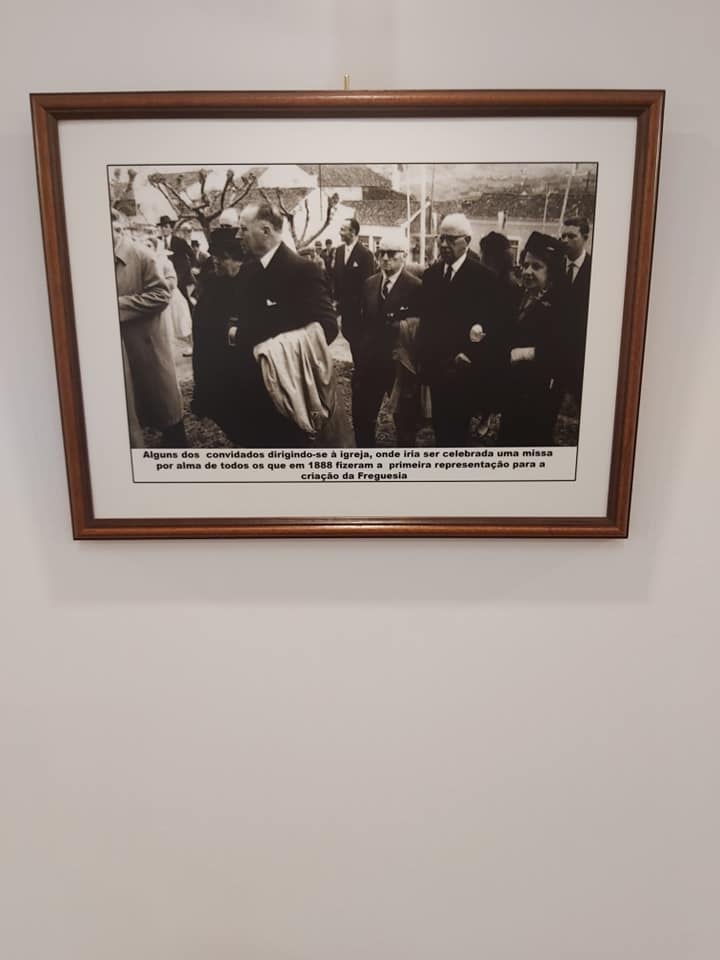 Alguns dos convidados dirigindo-se à igreja, onde iria ser celebrada uma missa
por alma de todos os que em 1888 fizeram a primeira representação para a
criação da Freguesia